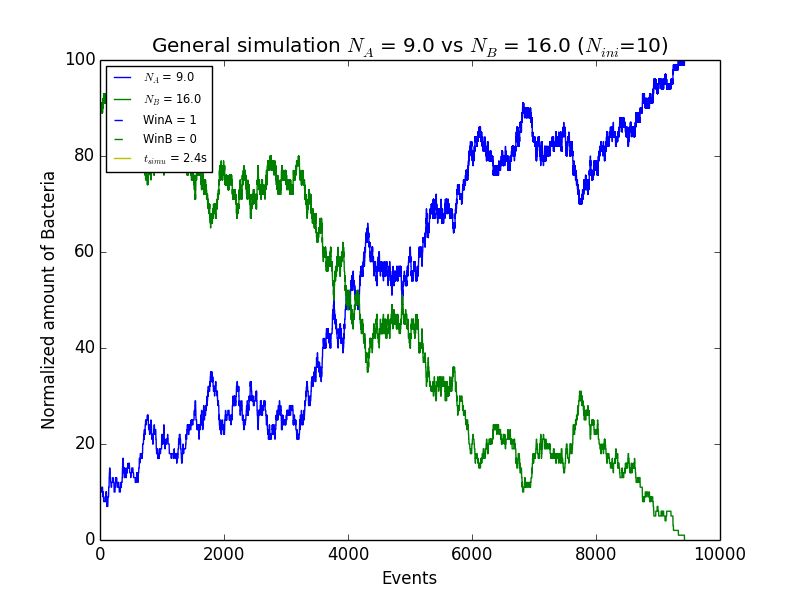 General simulation N_A = 9.0 vs N_B = 16.0 (N_ini=10)
Normalized amount of Bacteria
100
80
60
40
20
0
N_A = 9.0
N_B = 16.0
WinA = 1
WinB = 0
t_simu = 2.4s
0 2000 4000 6000 8000 10000
Events